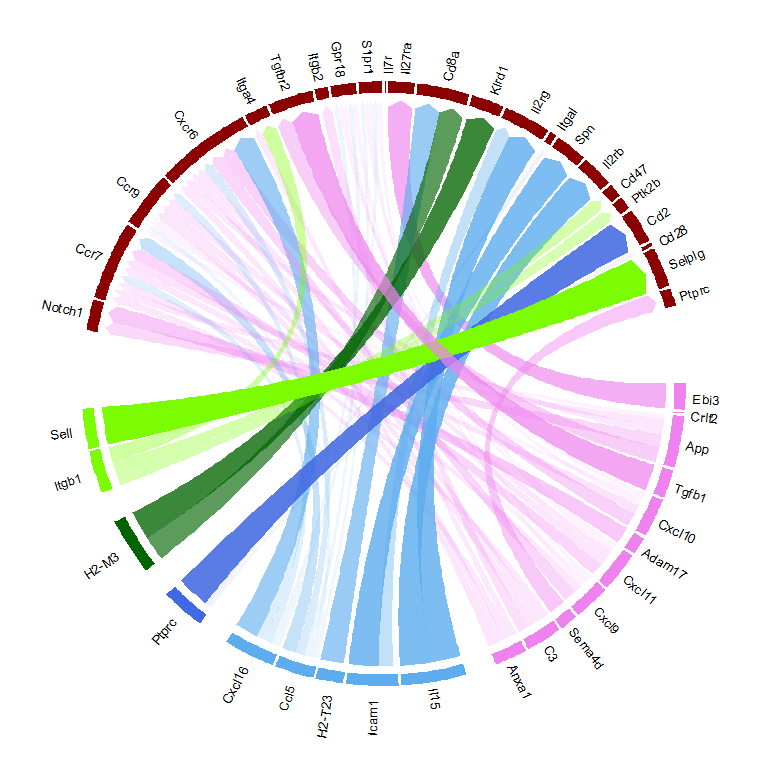 Notch1
Ccr7
Ccr9
Cxcr6
Itga4
Tgfbr2
Itgb2
Gpr18
S1pr1
Il7r
Il27ra
Cd8a
Klrd1
Il2rg
Itgal
Spn
Il2rb
Cd47
Ptk2b
Cd2
Cd28
Selplg
Ptprc
Ebi3
Crlf2
App
Tgfb1
Cxcl10
Adam17
Cxcl11
Cxcl9
Sema4d
C3
Anxa1
Il15
Icam1
H2-T23
Ccl5
Cxcl16
Ptprc
H2-M3
Itgb1
Sell